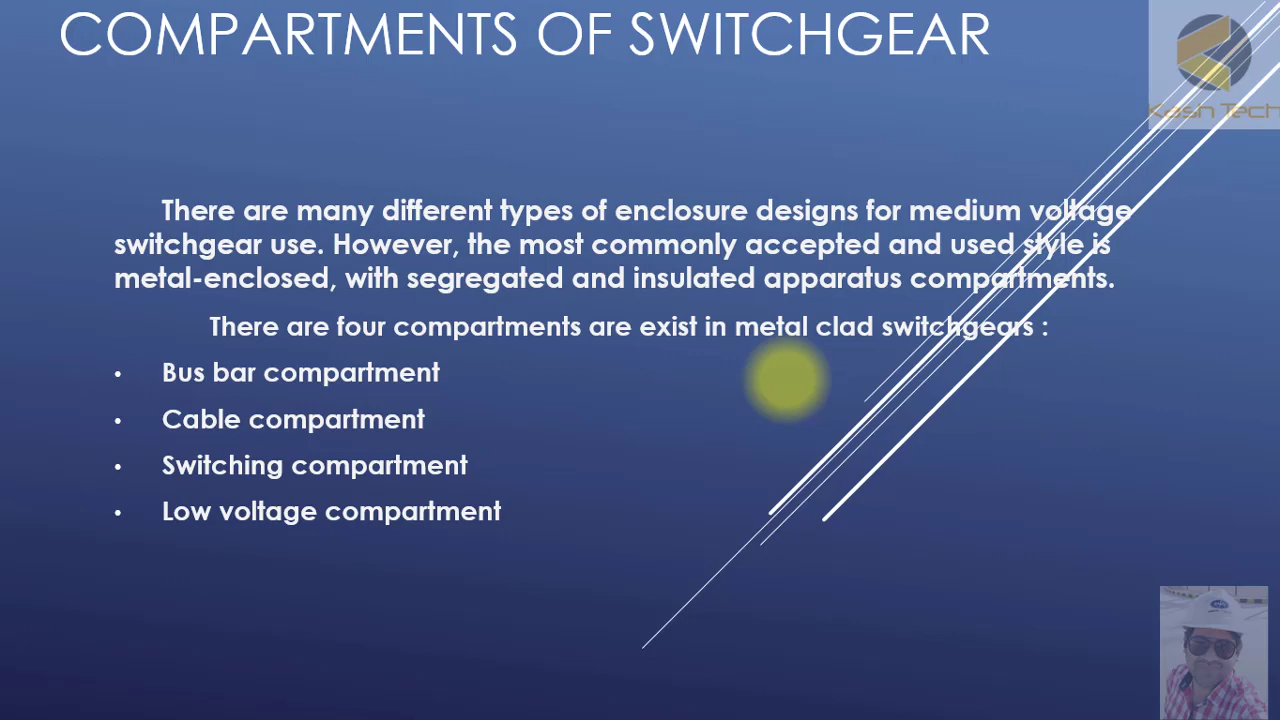 COMPARTMENTS OF SWITCHGEAR
Kash Tech
There are many different types of enclosure designs for medium voltage
switchgear use. However, the most commonly accepted and used style is
metal-enclosed, with segregated and insulated apparatus compartments.
There are four compartments are exist in metal clad switchgears :
• Bus bar compartment
• Cable compartment
• Switching compartment
• Low voltage compartment